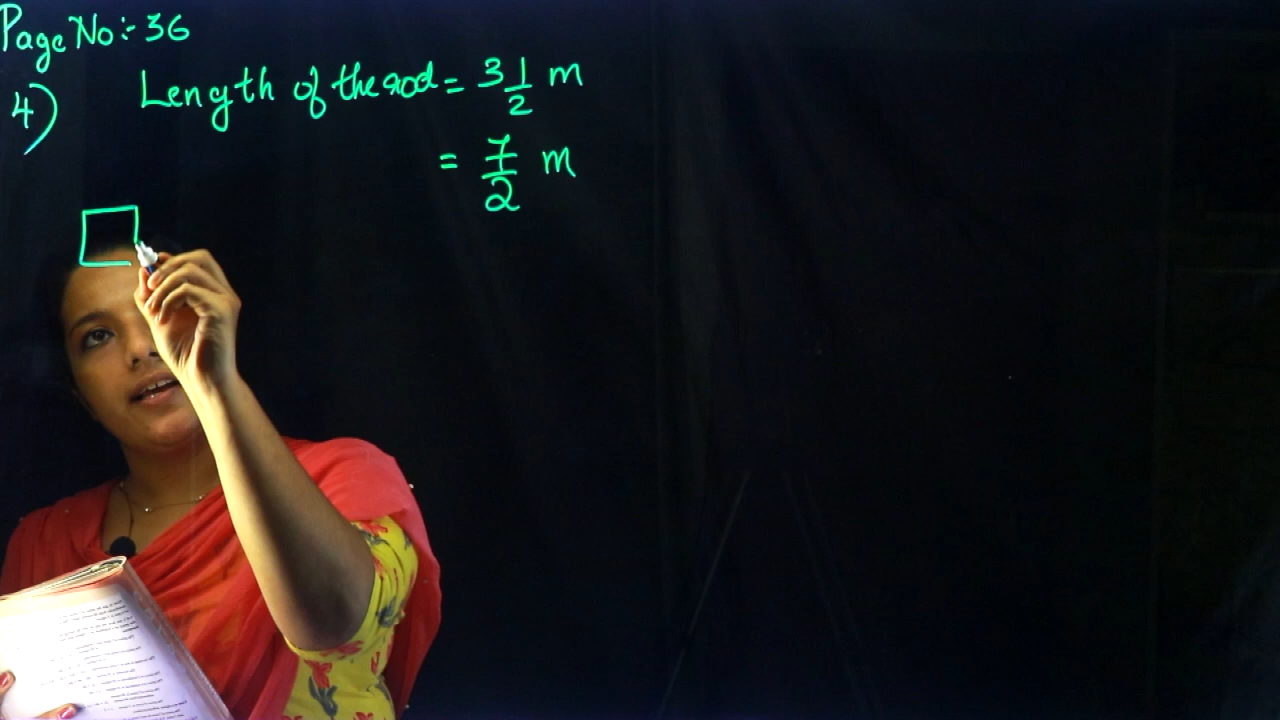 Page No:- 36
4) Length of the rod = 3 1/2 m
= 7/2 m